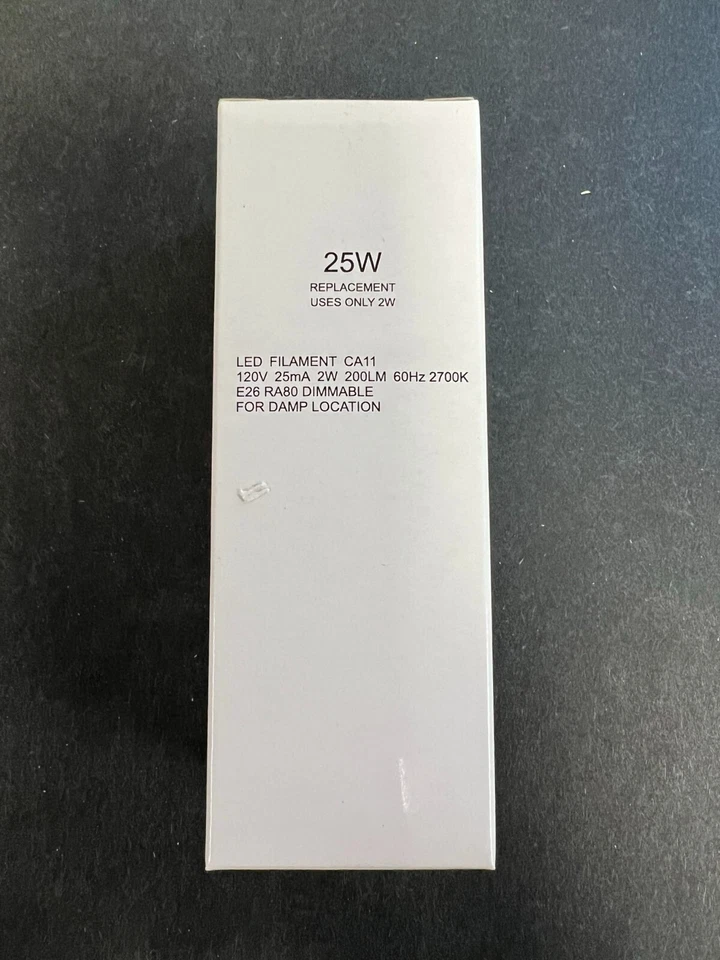 25W
REPLACEMENT
USES ONLY 2W
LED FILAMENT CA11
120V 25mA 2W 200LM 60Hz 2700K
E26 RA80 DIMMABLE
FOR DAMP LOCATION